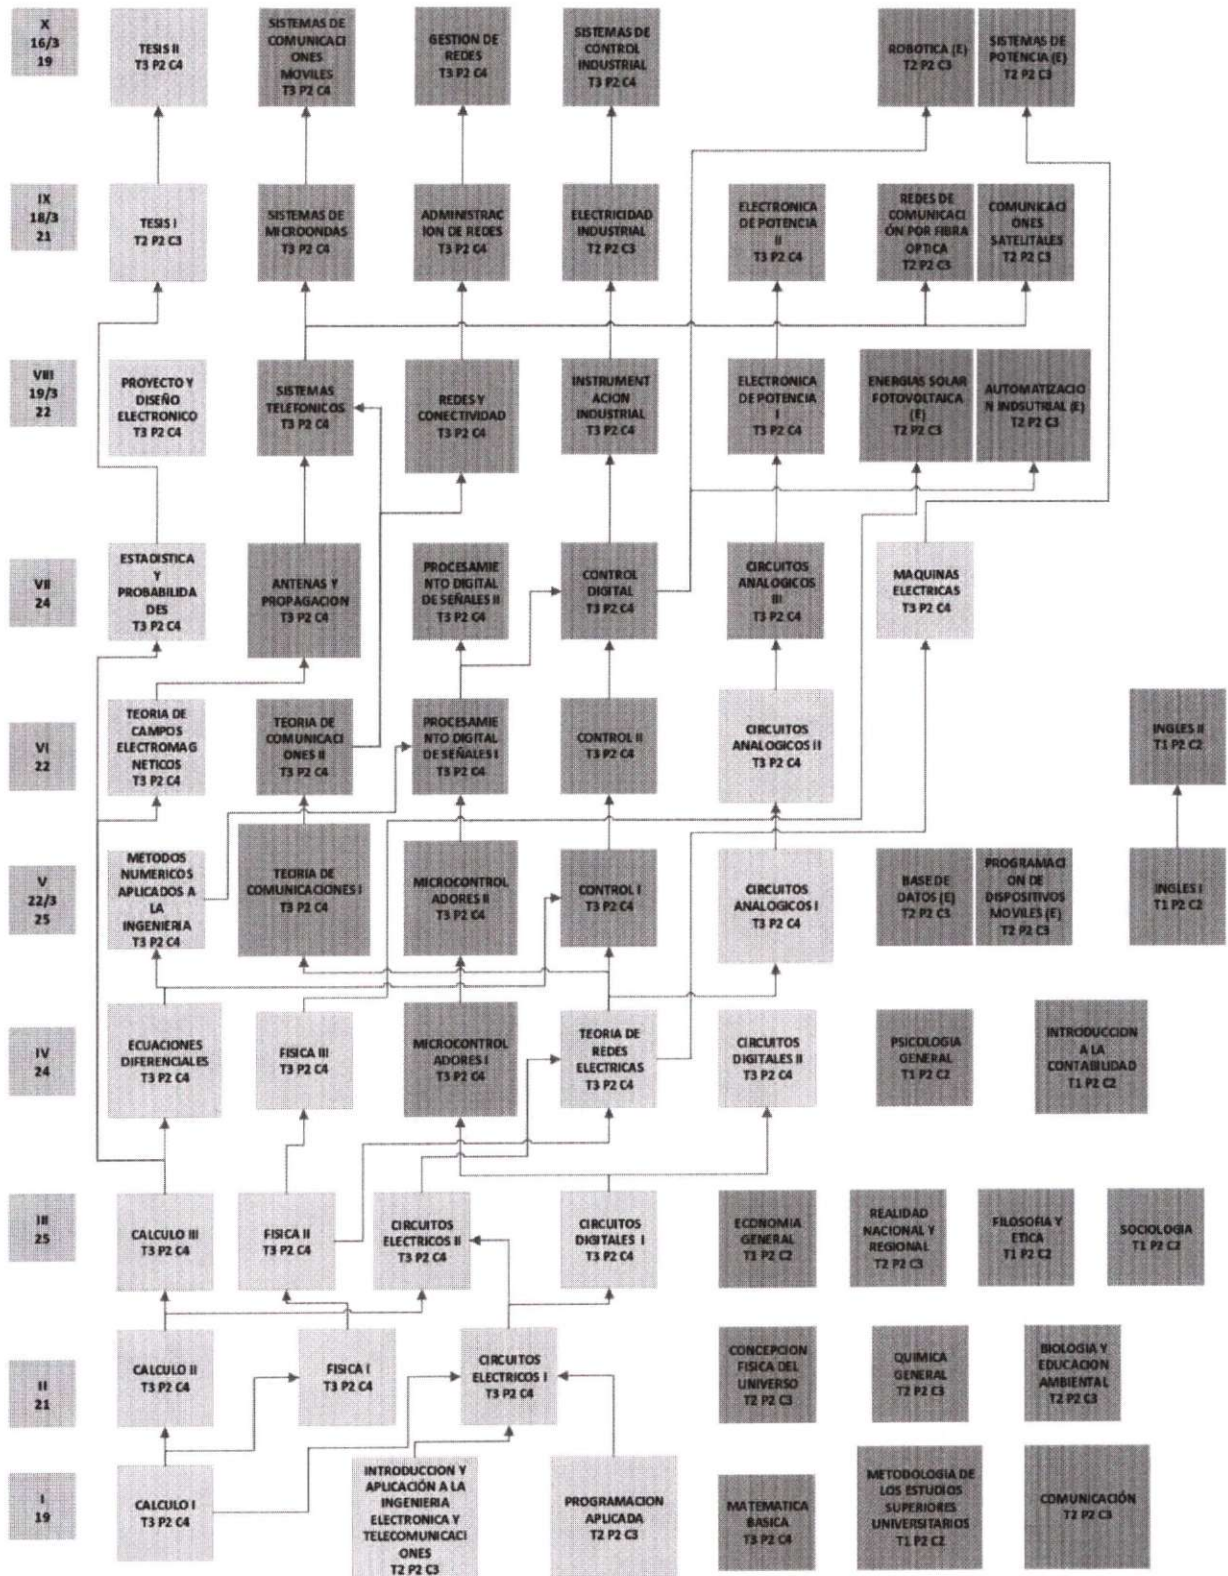 X
16/3
19
TESIS II
T3 P2 C4
SISTEMAS DE
COMUNICACI
ONES
MOVILES
T3 P2 C4
GESTION DE
REDES
T3 P2 C4
SISTEMAS DE
CONTROL
INDUSTRIAL
T3 P2 C4
ROBOTICA (E)
T2 P2 C3
SISTEMAS DE
POTENCIA (E)
T2 P2 C3
IX
18/3
21
TESIS I
T2 P2 C3
SISTEMAS DE
MICROONDAS
T3 P2 C4
ADMINISTRAC
ION DE REDES
T3 P2 C4
ELECTRICIDAD
INDUSTRIAL
T2 P2 C3
ELECTRONICA
DE POTENCIA
II
T3 P2 C4
REDES DE
COMUNICACI
ÓN POR FIBRA
OPTICA
T2 P2 C3
COMUNICACI
ONES
SATELITALES
T2 P2 C3
VIII
19/3
22
PROYECTO Y
DISEÑO
ELECTRONICO
T3 P2 C4
SISTEMAS
TELEFONICOS
T3 P2 C4
REDES Y
CONECTIVIDAD
T3 P2 C4
INSTRUMENT
ACION
INDUSTRIAL
T3 P2 C4
ELECTRONICA
DE POTENCIA
I
T3 P2 C4
ENERGIAS SOLAR
FOTOVOLTAICA
(E)
T2 P2 C3
AUTOMATIZACIO
N INDSUTRIAL (E)
T2 P2 C3
VII
24
ESTADISTICA
Y
PROBABILIDA
DES
T3 P2 C4
ANTENAS Y
PROPAGACION
T3 P2 C4
PROCESAMIE
NTO DIGITAL
DE SEÑALES II
T3 P2 C4
CONTROL
DIGITAL
T3 P2 C4
CIRCUITOS
ANALOGICOS
III
T3 P2 C4
MAQUINAS
ELECTRICAS
T3 P2 C4
VI
22
TEORIA DE
CAMPOS
ELECTROMAG
NETICOS
T3 P2 C4
TEORIA DE
COMUNICACI
ONES II
T3 P2 C4
PROCESAMIE
NTO DIGITAL
DE SEÑALES I
T3 P2 C4
CONTROL II
T3 P2 C4
CIRCUITOS
ANALOGICOS II
T3 P2 C4
INGLES II
T1 P2 C2
V
22/3
25
METODOS
NUMERICOS
APLICADOS A
LA
INGENIERIA
T3 P2 C4
TEORIA DE
COMUNICACIONES I
T3 P2 C4
MICROCONTROL
ADORES II
T3 P2 C4
CONTROL I
T3 P2 C4
CIRCUITOS
ANALOGICOS I
T3 P2 C4
BASE DE
DATOS (E)
T2 P2 C3
PROGRAMACI
ON DE
DISPOSITIVOS
MOVILES (E)
T2 P2 C3
INGLES I
T1 P2 C2
IV
24
ECUACIONES
DIFERENCIALES
T3 P2 C4
FISICA III
T3 P2 C4
MICROCONTROL
ADORES I
T3 P2 C4
TEORIA DE
REDES
ELECTRICAS
T3 P2 C4
CIRCUITOS
DIGITALES II
T3 P2 C4
PSICOLOGIA
GENERAL
T1 P2 C2
INTRODUCCION
A LA
CONTABILIDAD
T1 P2 C2
III
25
CALCULO III
T3 P2 C4
FISICA II
T3 P2 C4
CIRCUITOS
ELECTRICOS II
T3 P2 C4
CIRCUITOS
DIGITALES I
T3 P2 C4
ECONOMIA
GENERAL
T1 P2 C2
REALIDAD
NACIONAL Y
REGIONAL
T2 P2 C3
FILOSOFIA Y
ETICA
T1 P2 C2
SOCIOLOGIA
T1 P2 C2
II
21
CALCULO II
T3 P2 C4
FISICA I
T3 P2 C4
CIRCUITOS
ELECTRICOS I
T3 P2 C4
CONCEPCION
FISICA DEL
UNIVERSO
T2 P2 C3
QUIMICA
GENERAL
T2 P2 C3
BIOLOGIA Y
EDUCACION
AMBIENTAL
T2 P2 C3
I
19
CALCULO I
T3 P2 C4
INTRODUCCION Y
APLICACIÓN A LA
INGENIERIA
ELECTRONICA Y
TELECOMUNICACI
ONES
T2 P2 C3
PROGRAMACION
APLICADA
T2 P2 C3
MATEMATICA
BASICA
T3 P2 C4
METODOLOGIA DE
LOS ESTUDIOS
SUPERIORES
UNIVERSITARIOS
T1 P2 C2
COMUNICACIÓN
T2 P2 C3